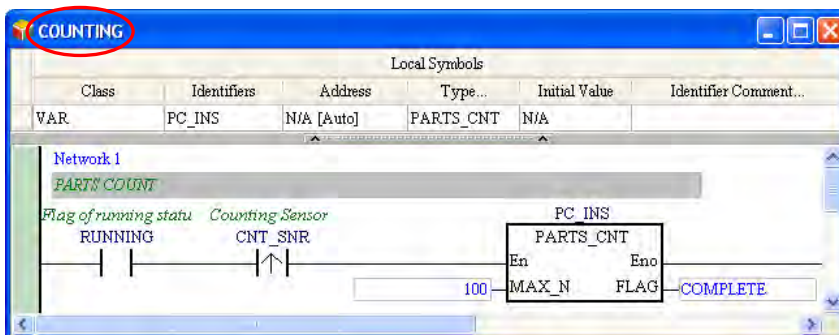 COUNTING
Local Symbols
Class Identifiers Address Type... Initial Value Identifier Comment...
VAR PC_INS N/A [Auto] PARTS_CNT N/A
Network 1
PARTS COUNT
Flag of running statu Counting Sensor PC_INS
RUNNING CNT_SNR PARTS_CNT
En Eno
100 MAX_N FLAG COMPLETE